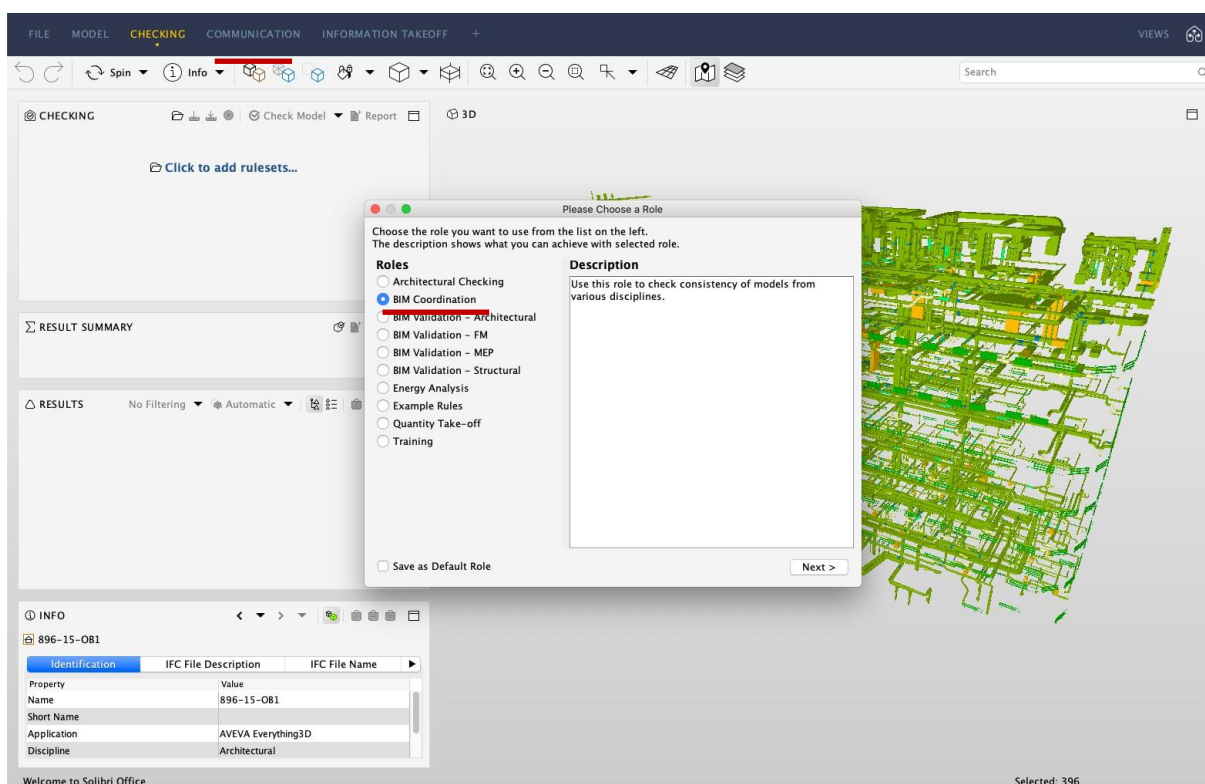 FILE MODEL CHECKING COMMUNICATION INFORMATION TAKEOFF + VIEWS
Spin Info Search
CHECKING Check Model Report
3D
Click to add rulesets...
Please Choose a Role
Choose the role you want to use from the list on the left.
The description shows what you can achieve with selected role.
Roles
Architectural Checking
BIM Coordination
BIM Validation - Architectural
BIM Validation - FM
BIM Validation - MEP
BIM Validation - Structural
Energy Analysis
Example Rules
Quantity Take-off
Training
Description
Use this role to check consistency of models from
various disciplines.
Save as Default Role
Next >
RESULT SUMMARY
RESULTS No Filtering Automatic
INFO
896-15-OB1
Identification IFC File Description IFC File Name
Property Value
Name 896-15-OB1
Short Name
Application AVEVA Everything3D
Discipline Architectural
Welcome to Solibri Office
Selected: 396